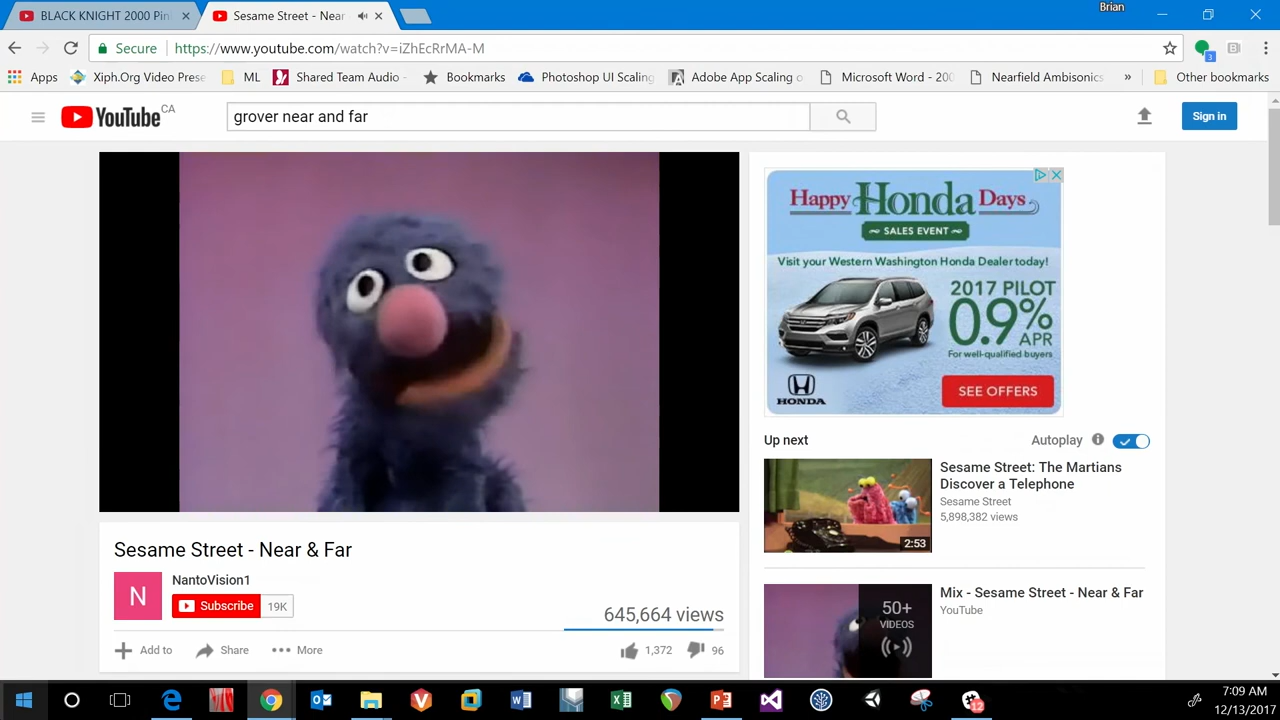 Brian
BLACK KNIGHT 2000 Pin
Sesame Street - Near
Secure
https://www.youtube.com/watch?v=iZhEcRrMA-M
3
Apps
Xiph.Org Video Prese
ML
Shared Team Audio -
Bookmarks
Photoshop UI Scaling
Adobe App Scaling o
Microsoft Word - 200
Nearfield Ambisonics
»
Other bookmarks
YouTube CA
grover near and far
Sign in
Happy Honda Days
SALES EVENT
Visit your Western Washington Honda Dealer today!
2017 PILOT
0.9% APR
For well-qualified buyers
HONDA
SEE OFFERS
Up next
Autoplay
Sesame Street: The Martians
Discover a Telephone
Sesame Street
5,898,382 views
2:53
Sesame Street - Near & Far
N
NantoVision1
Subscribe
19K
645,664 views
Add to
Share
More
1,372
96
50+
VIDEOS
Mix - Sesame Street - Near & Far
YouTube
12
7:09 AM
12/13/2017